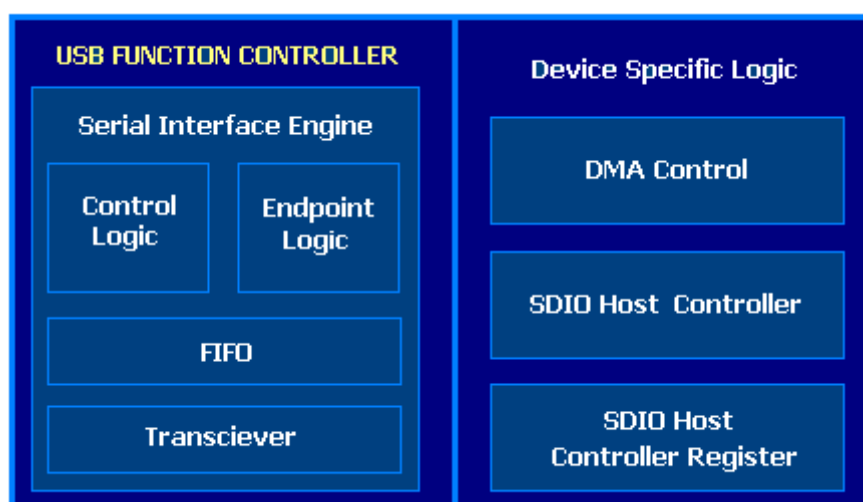 USB FUNCTION CONTROLLER
Serial Interface Engine
Control
Logic
Endpoint
Logic
FIFO
Transciever
Device Specific Logic
DMA Control
SDIO Host Controller
SDIO Host
Controller Register